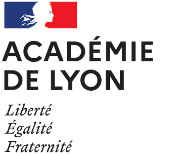 ACADÉMIE
DE LYON
Liberté
Égalité
Fraternité